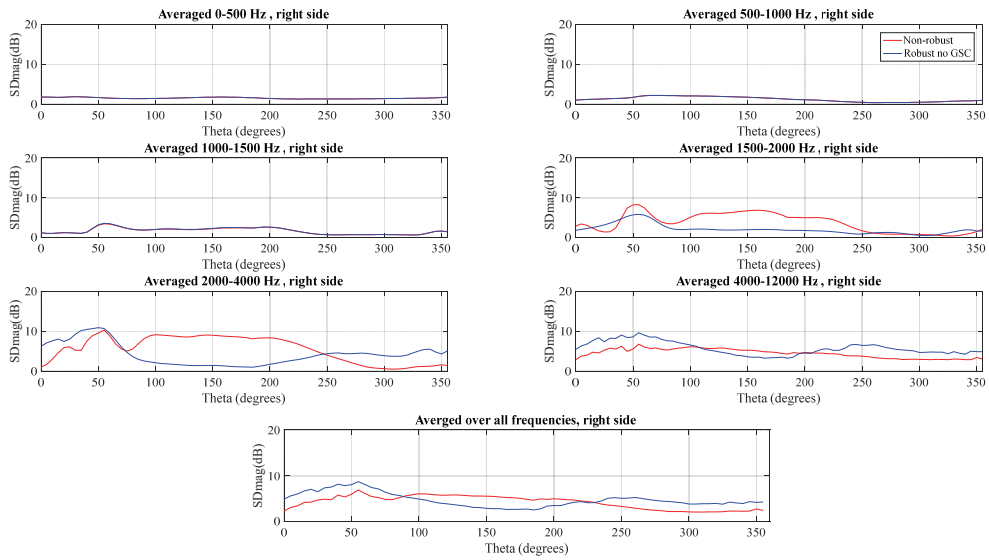 Averaged 0-500 Hz , right side
20
10
0
SDmag(dB)
0 50 100 150 200 250 300 350
Theta (degrees)
Averaged 500-1000 Hz , right side
Non-robust
Robust no GSC
20
10
0
SDmag(dB)
0 50 100 150 200 250 300 350
Theta (degrees)
Averaged 1000-1500 Hz , right side
20
10
0
SDmag(dB)
0 50 100 150 200 250 300 350
Theta (degrees)
Averaged 1500-2000 Hz , right side
20
10
0
SDmag(dB)
0 50 100 150 200 250 300 350
Theta (degrees)
Averaged 2000-4000 Hz , right side
20
10
0
SDmag(dB)
0 50 100 150 200 250 300 350
Theta (degrees)
Averaged 4000-12000 Hz , right side
20
10
0
SDmag(dB)
0 50 100 150 200 250 300 350
Theta (degrees)
Averged over all frequencies, right side
20
10
0
SDmag(dB)
0 50 100 150 200 250 300 350
Theta (degrees)